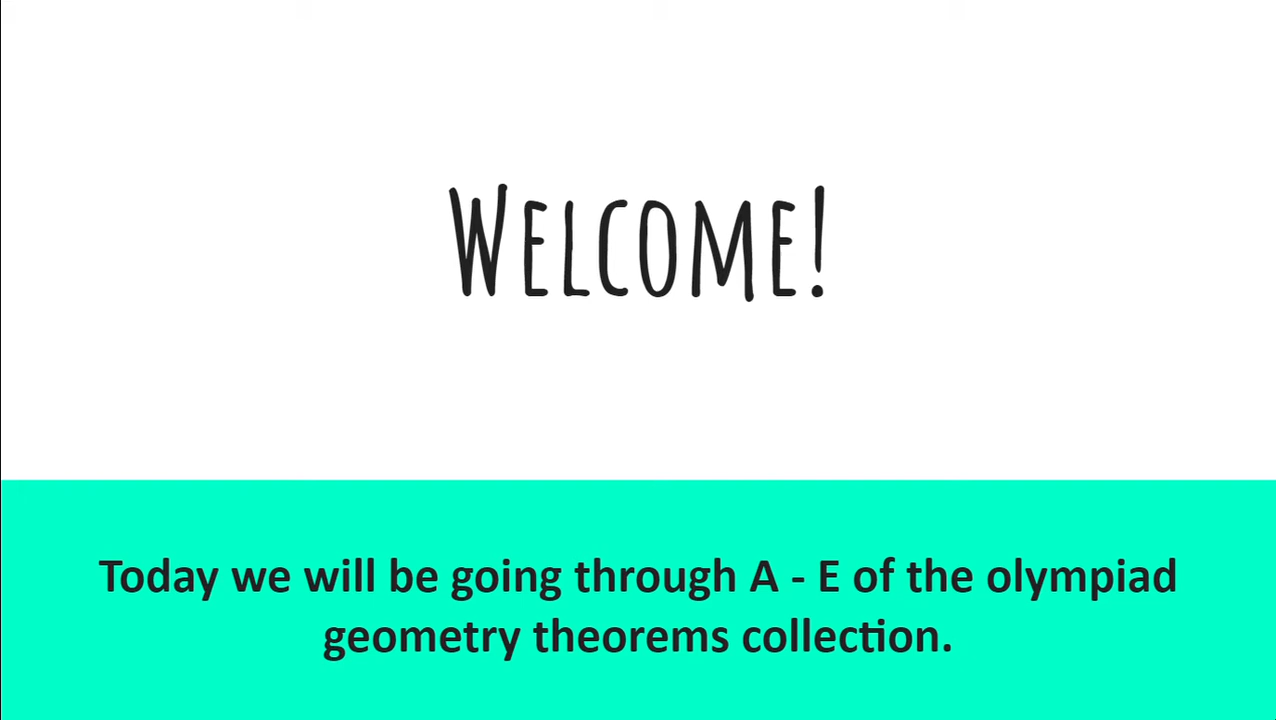 Welcome!
Today we will be going through A - E of the olympiad
geometry theorems collection.